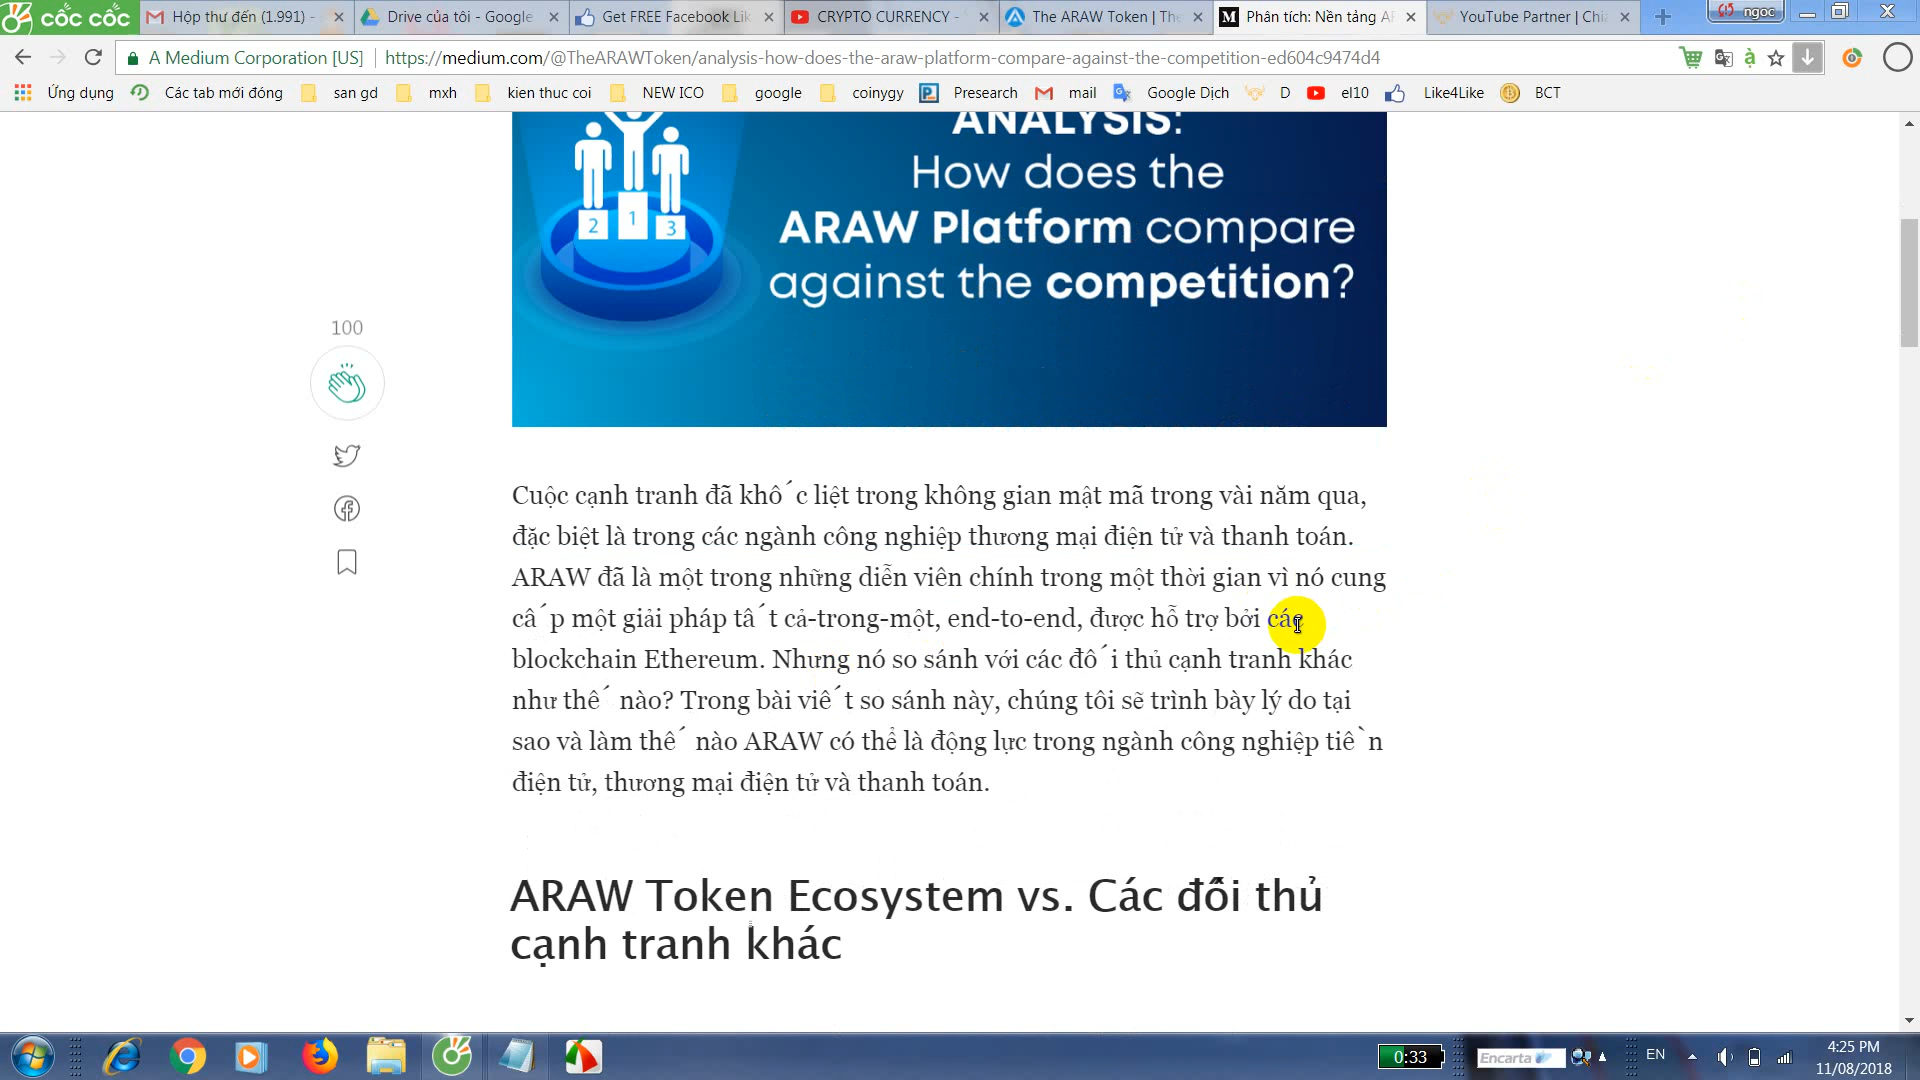 cốc cốc
Hộp thư đến (1.991) -
Drive của tôi - Google
Get FREE Facebook Lik
CRYPTO CURRENCY -
The ARAW Token | The
Phân tích: Nền tảng AR
YouTube Partner | Chia
ngoc
A Medium Corporation [US]
https://medium.com/@TheARAWToken/analysis-how-does-the-araw-platform-compare-against-the-competition-ed604c9474d4
Ứng dụng
Các tab mới đóng
san gd
mxh
kien thuc coi
NEW ICO
google
coinygy
Presearch
mail
Google Dịch
D
el10
Like4Like
BCT
ANALYSIS:
How does the
ARAW Platform compare
against the competition?
2 1 3
100
Cuộc cạnh tranh đã khốc liệt trong không gian mật mã trong vài năm qua,
đặc biệt là trong các ngành công nghiệp thương mại điện tử và thanh toán.
ARAW đã là một trong những diễn viên chính trong một thời gian vì nó cung
cấp một giải pháp tất cả-trong-một, end-to-end, được hỗ trợ bởi các
blockchain Ethereum. Nhưng nó so sánh với các đối thủ cạnh tranh khác
như thế nào? Trong bài viết so sánh này, chúng tôi sẽ trình bày lý do tại
sao và làm thế nào ARAW có thể là động lực trong ngành công nghiệp tiền
điện tử, thương mại điện tử và thanh toán.
ARAW Token Ecosystem vs. Các đối thủ
cạnh tranh khác
0:33
Encarta
EN
4:25 PM
11/08/2018